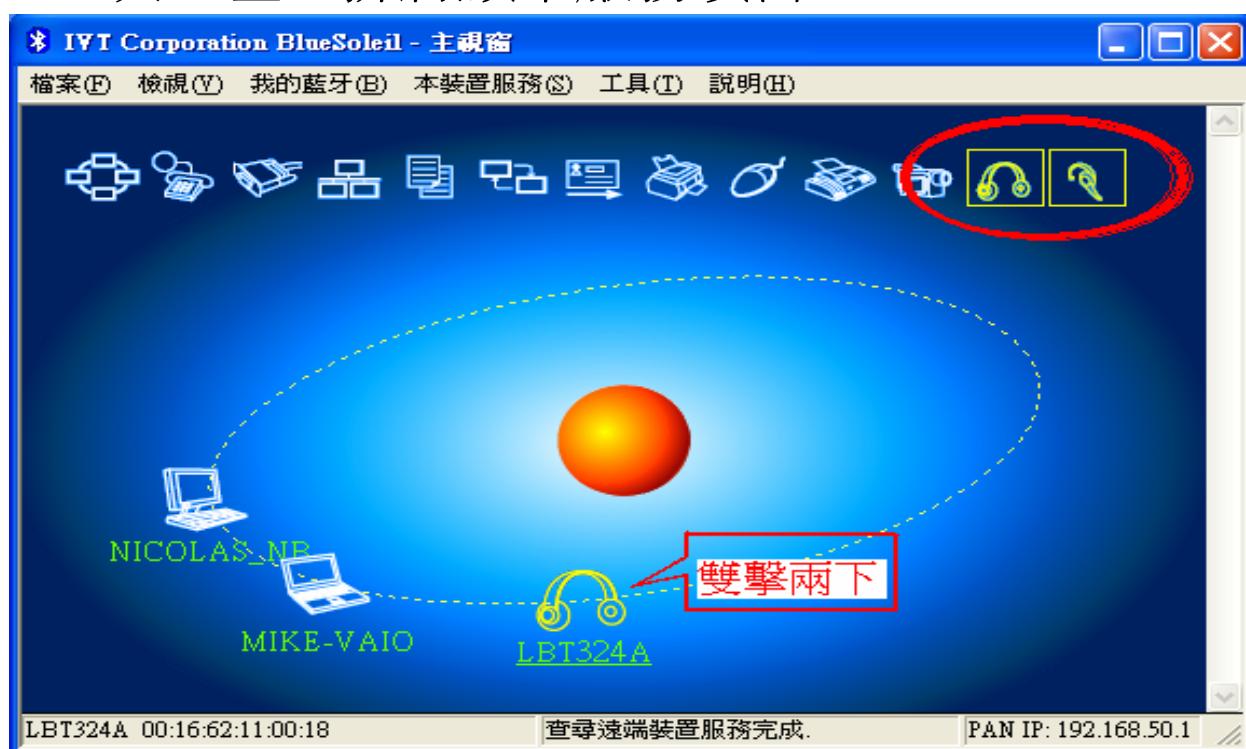 IVT Corporation BlueSoleil - 主視窗
檔案(F) 檢視(V) 我的藍牙(B) 本裝置服務(S) 工具(T) 說明(H)
NICOLAS_NB
雙擊兩下
MIKE-VAIO
LBT324A
LBT324A 00:16:62:11:00:18 查尋遠端裝置服務完成. PAN IP: 192.168.50.1